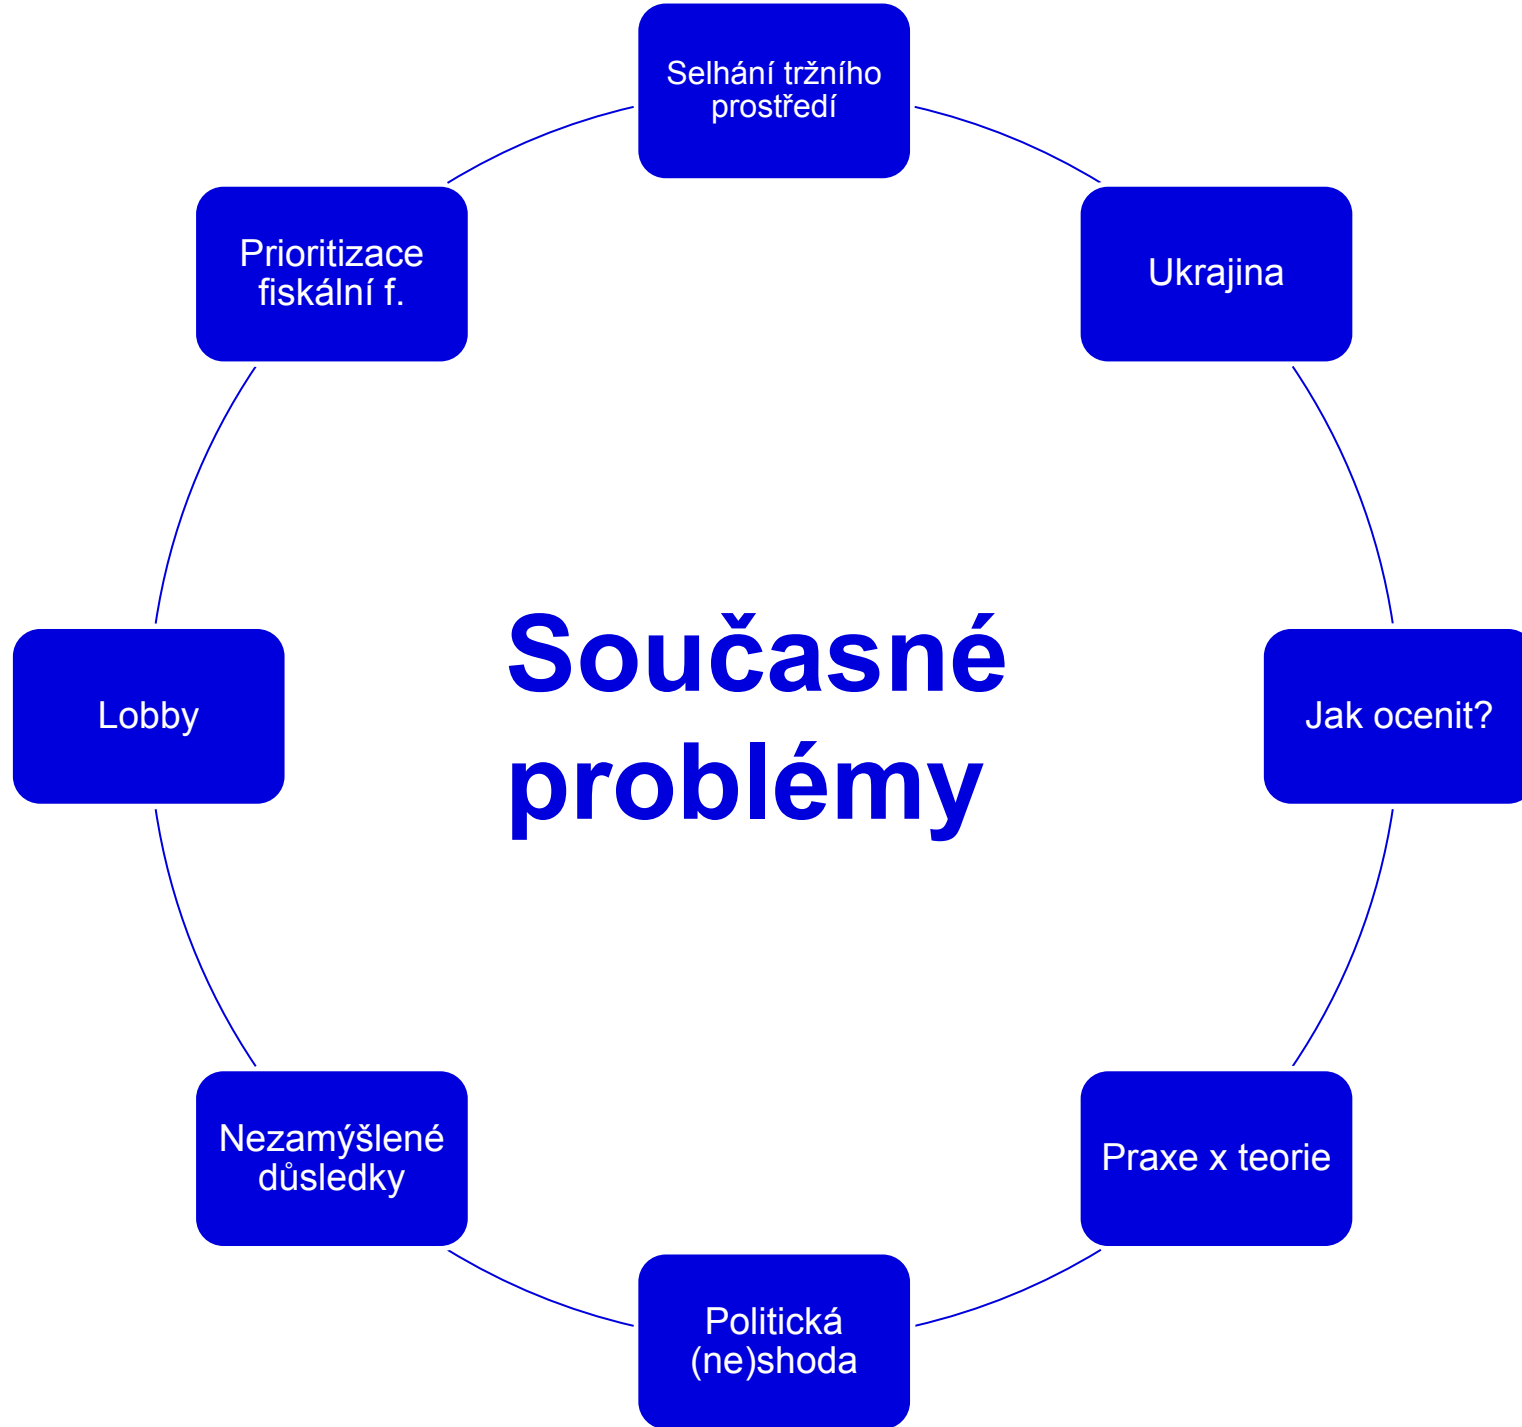 Selhání tržního
prostředí
Ukrajina
Jak ocenit?
Praxe x teorie
Politická
(ne)shoda
Nezamýšlené
důsledky
Lobby
Prioritizace
fiskální f.
Současné
problémy